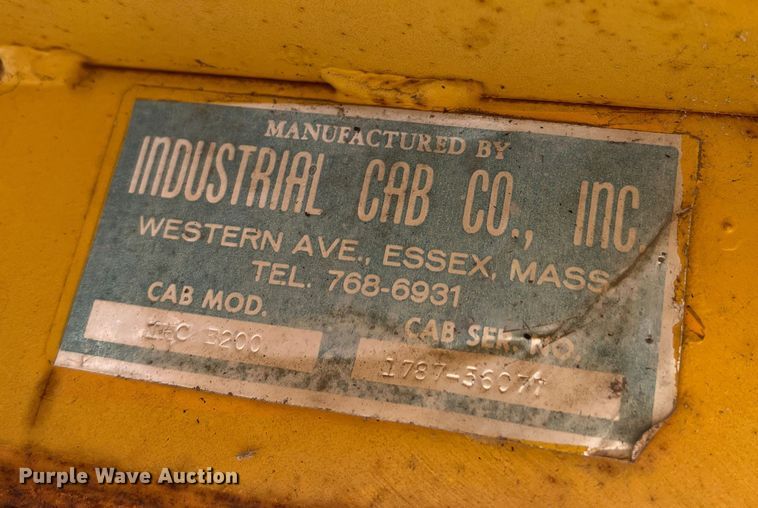 MANUFACTURED BY
INDUSTRIAL CAB CO., INC.
WESTERN AVE., ESSEX, MASS.
TEL. 768-6931
CAB MOD.
CAB SER. NO.
3200
Purple Wave Auction